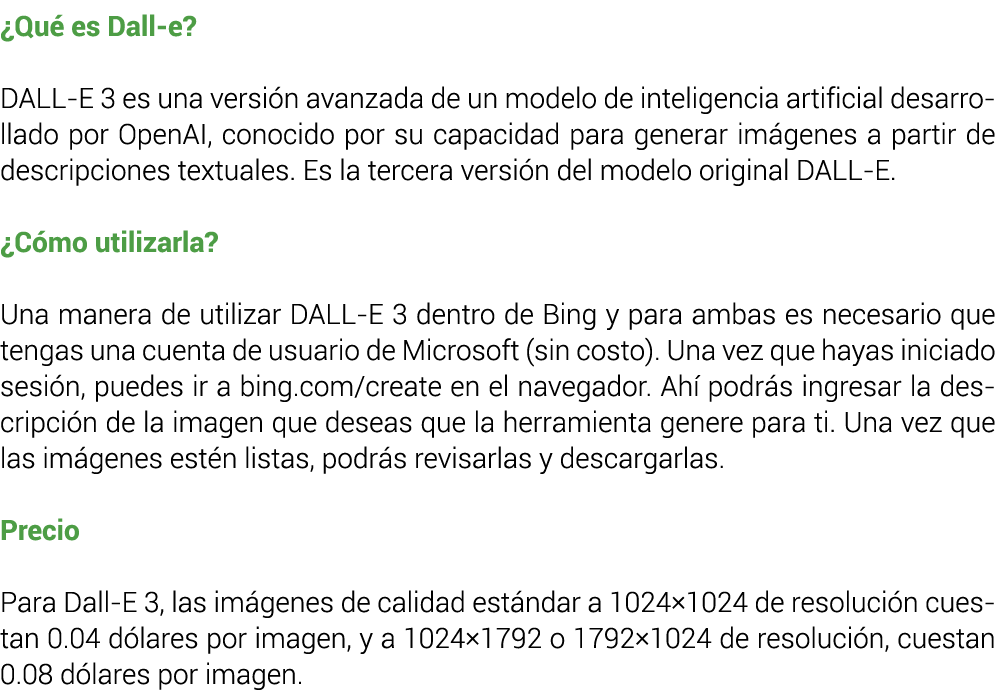 ¿Qué es Dall-e?
DALL-E 3 es una versión avanzada de un modelo de inteligencia artificial desarro-
llado por OpenAI, conocido por su capacidad para generar imágenes a partir de
descripciones textuales. Es la tercera versión del modelo original DALL-E.
¿Cómo utilizarla?
Una manera de utilizar DALL-E 3 dentro de Bing y para ambas es necesario que
tengas una cuenta de usuario de Microsoft (sin costo). Una vez que hayas iniciado
sesión, puedes ir a bing.com/create en el navegador. Ahí podrás ingresar la des-
cripción de la imagen que deseas que la herramienta genere para ti. Una vez que
las imágenes estén listas, podrás revisarlas y descargarlas.
Precio
Para Dall-E 3, las imágenes de calidad estándar a 1024×1024 de resolución cues-
tan 0.04 dólares por imagen, y a 1024×1792 o 1792×1024 de resolución, cuestan
0.08 dólares por imagen.